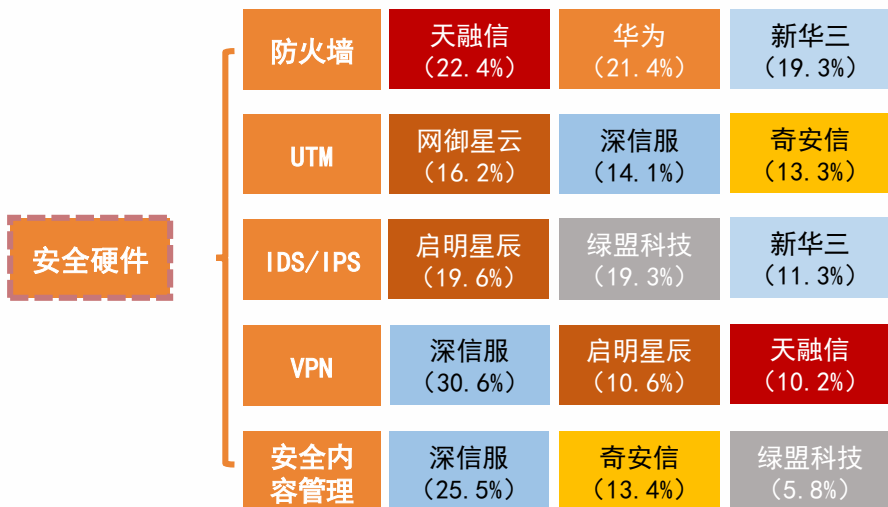 安全硬件
防火墙
天融信
（22.4%）
华为
（21.4%）
新华三
（19.3%）
UTM
网御星云
（16.2%）
深信服
（14.1%）
奇安信
（13.3%）
IDS/IPS
启明星辰
（19.6%）
绿盟科技
（19.3%）
新华三
（11.3%）
VPN
深信服
（30.6%）
启明星辰
（10.6%）
天融信
（10.2%）
安全内
容管理
深信服
（25.5%）
奇安信
（13.4%）
绿盟科技
（5.8%）